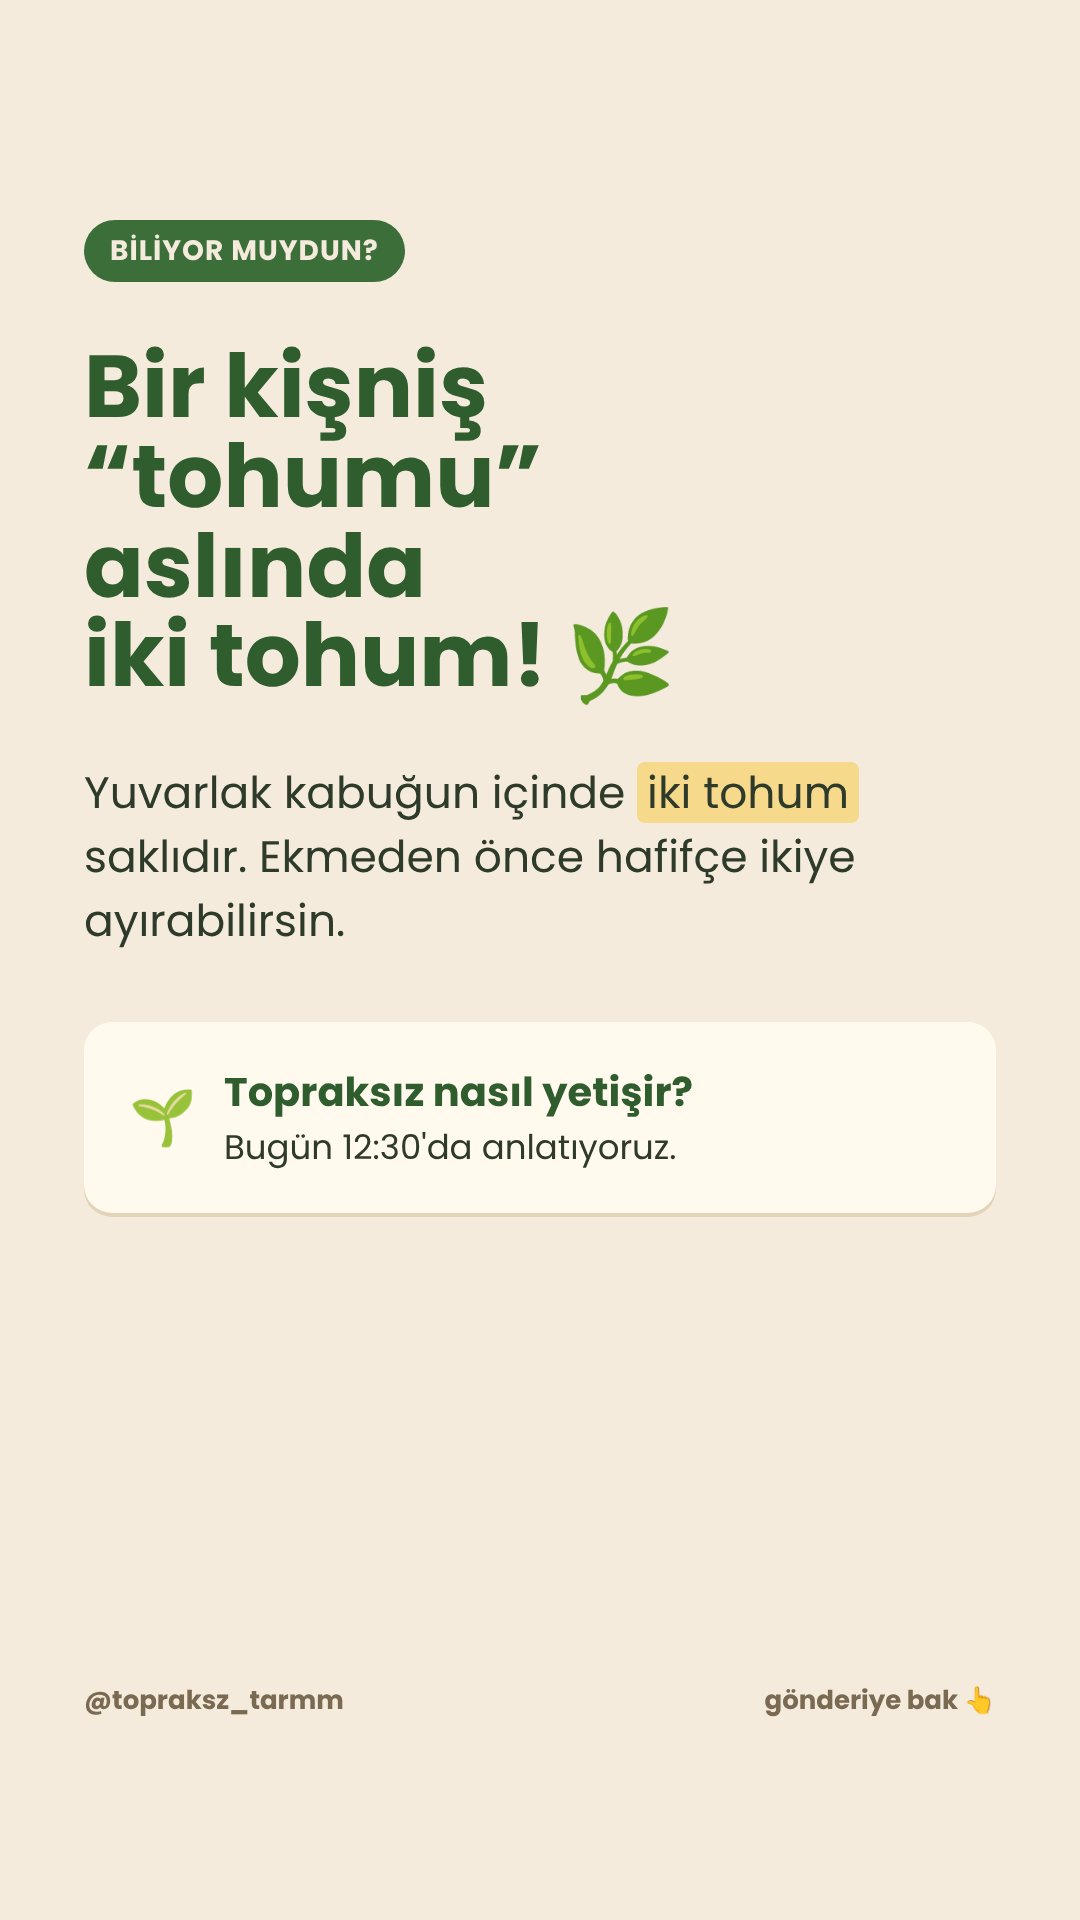 BİLİYOR MUYDUN?
Bir kişniş
“tohumu”
aslında
iki tohum! 🌿
Yuvarlak kabuğun içinde iki tohum
saklıdır. Ekmeden önce hafifçe ikiye
ayırabilirsin.
Topraksız nasıl yetişir?
Bugün 12:30'da anlatıyoruz.
@topraksz_tarmm
gönderiye bak 👆